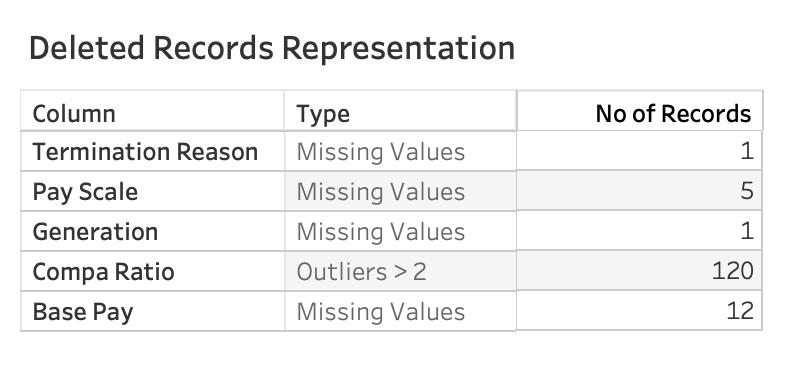 Deleted Records Representation
Column Type No of Records
Termination Reason Missing Values 1
Pay Scale Missing Values 5
Generation Missing Values 1
Compa Ratio Outliers > 2 120
Base Pay Missing Values 12